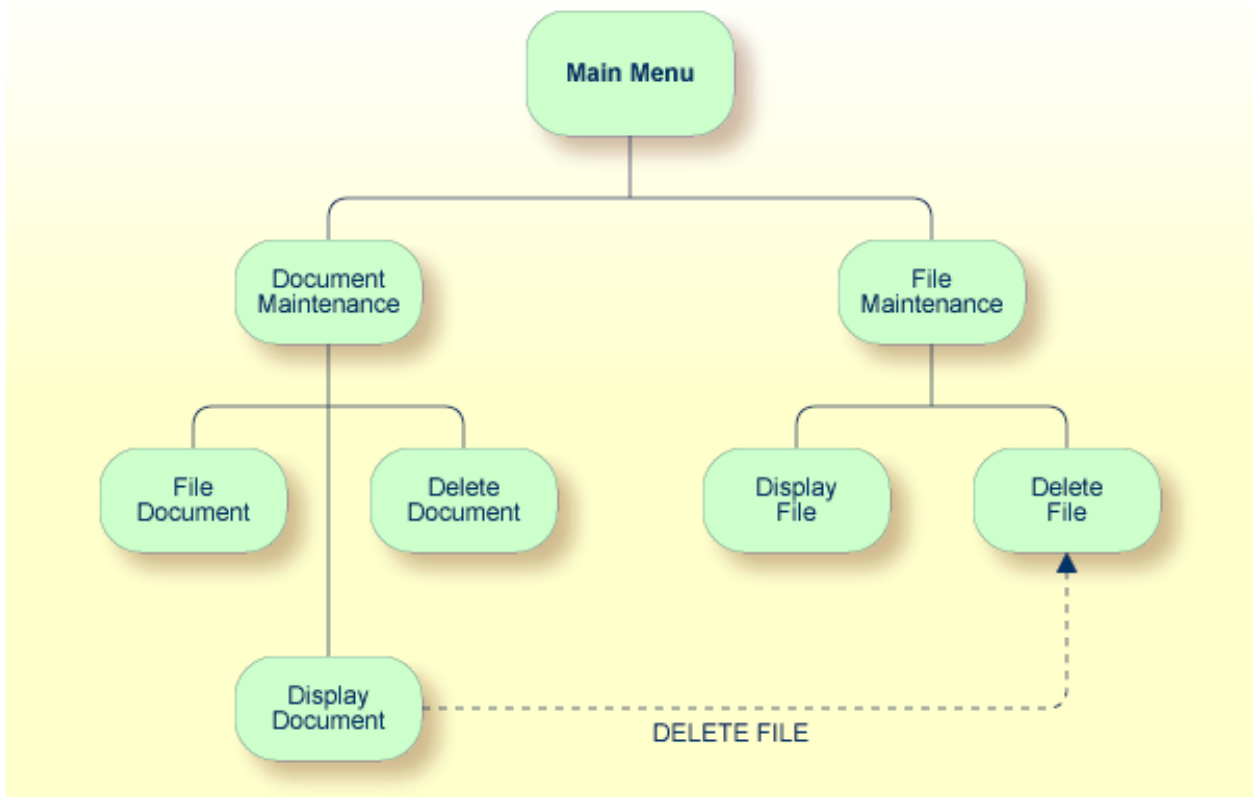 Main Menu
Document
Maintenance
File
Maintenance
File
Document
Delete
Document
Display
File
Delete
File
Display
Document
DELETE FILE